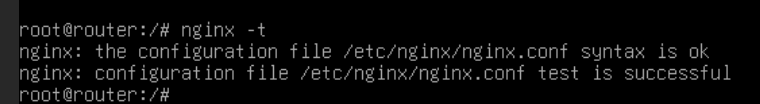 root@router:/# nginx -t
nginx: the configuration file /etc/nginx/nginx.conf syntax is ok
nginx: configuration file /etc/nginx/nginx.conf test is successful
root@router:/#